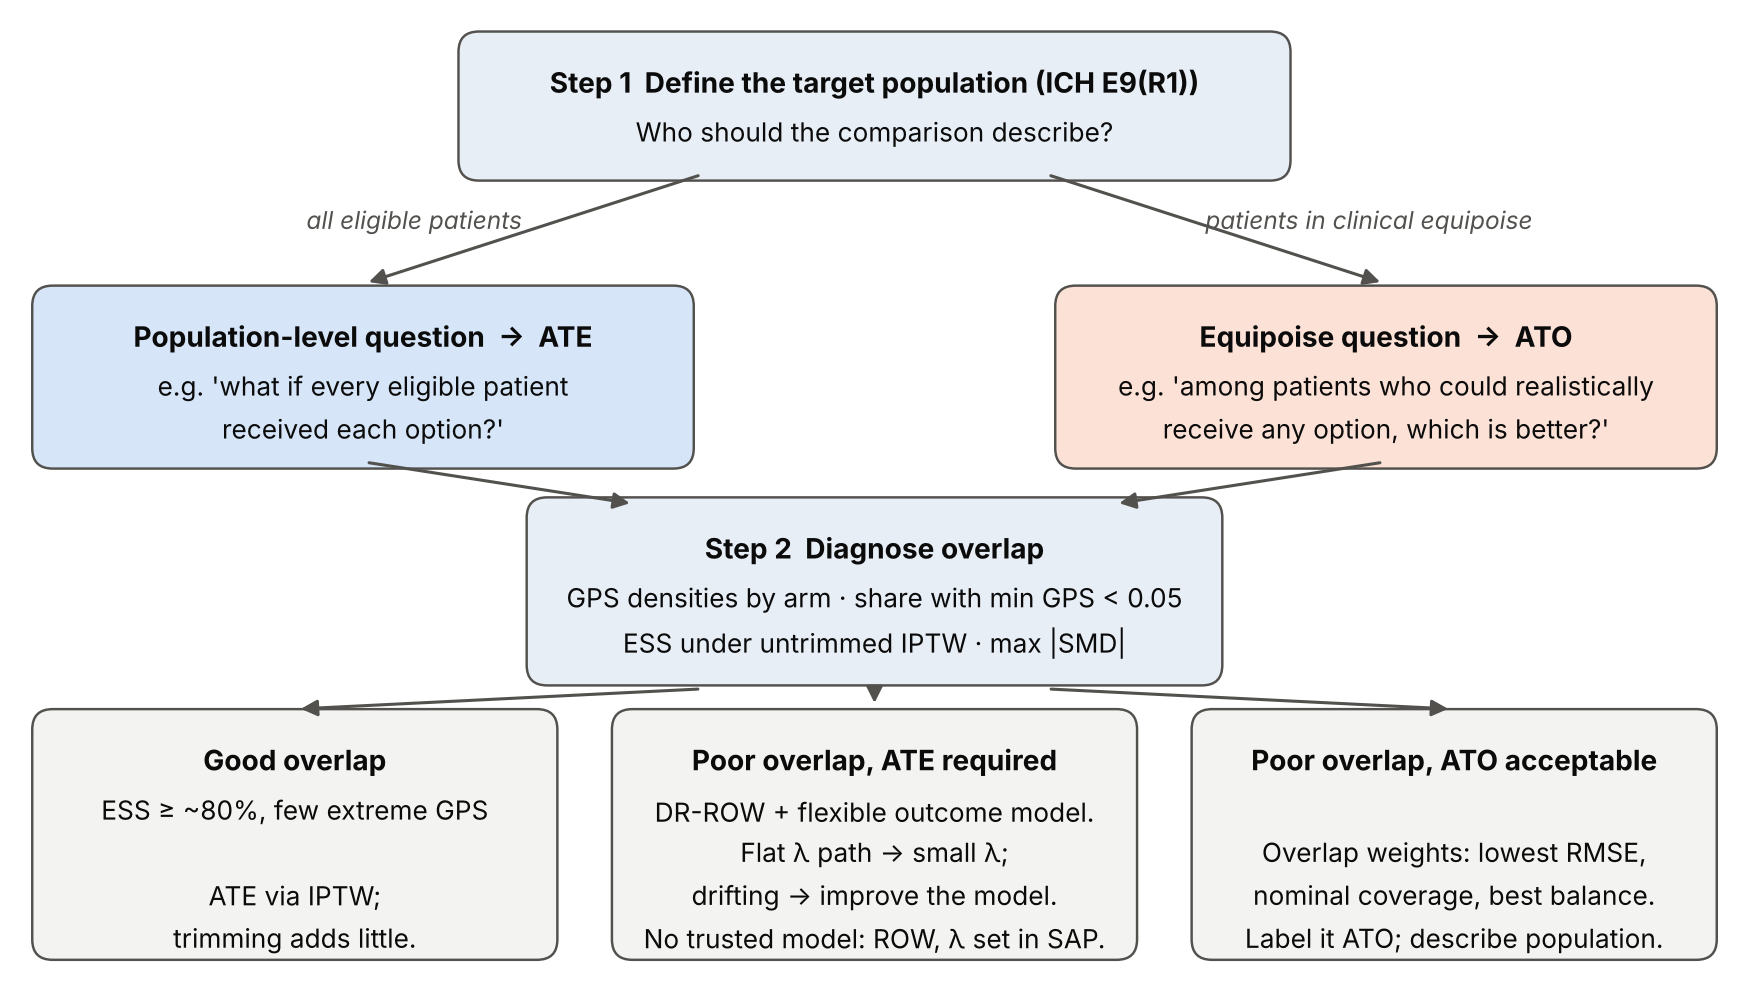 Step 1 Define the target population (ICH E9(R1))
Who should the comparison describe?
all eligible patients
patients in clinical equipoise
Population-level question → ATE
e.g. 'what if every eligible patient
received each option?'
Equipoise question → ATO
e.g. 'among patients who could realistically
receive any option, which is better?'
Step 2 Diagnose overlap
GPS densities by arm · share with min GPS < 0.05
ESS under untrimmed IPTW · max |SMD|
Good overlap
ESS ≥ ~80%, few extreme GPS
ATE via IPTW;
trimming adds little.
Poor overlap, ATE required
DR-ROW + flexible outcome model.
Flat λ path → small λ;
drifting → improve the model.
No trusted model: ROW, λ set in SAP.
Poor overlap, ATO acceptable
Overlap weights: lowest RMSE,
nominal coverage, best balance.
Label it ATO; describe population.